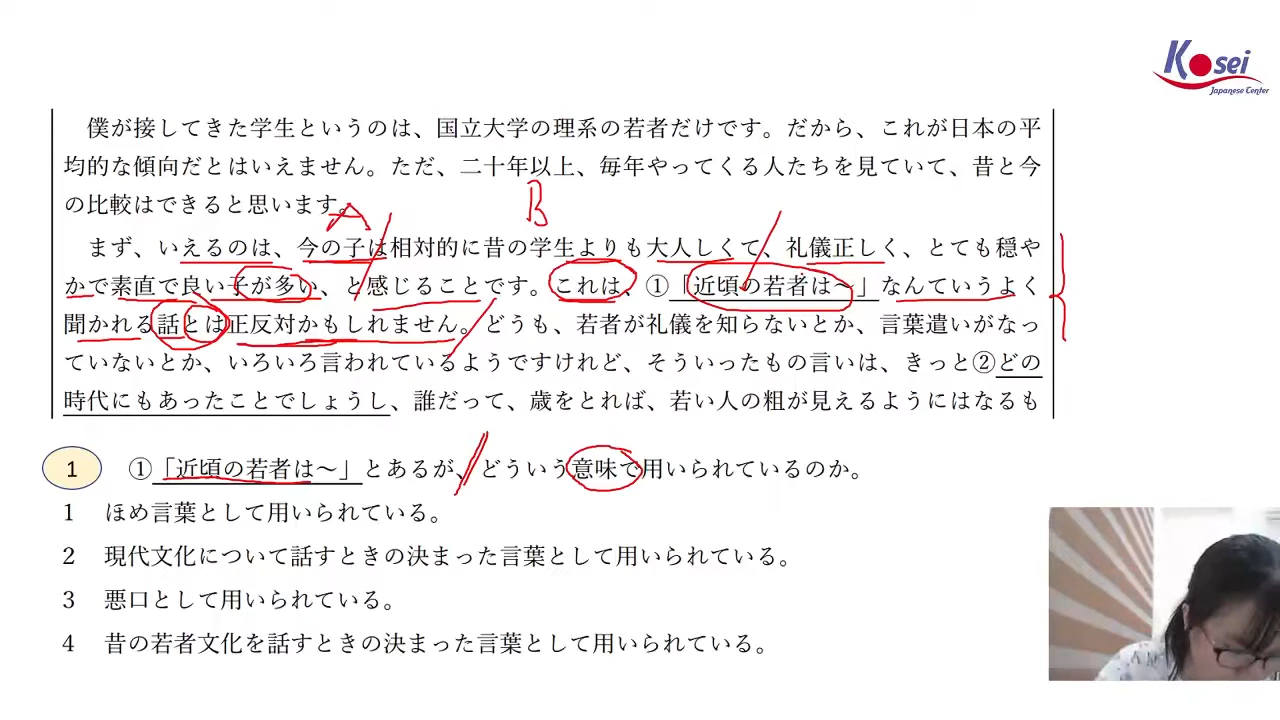 Kosei
Japanese Center
僕が接してきた学生というのは、国立大学の理系の若者だけです。だから、これが日本の平
均的な傾向だとはいえません。ただ、二十年以上、毎年やってくる人たちを見ていて、昔と今
の比較はできると思います。
A
B
まず、いえるのは、今の子は相対的に昔の学生よりも大人しくて、礼儀正しく、とても穏や
かで素直で良い子が多い、と感じることです。これは、①「近頃の若者は～」なんていうよく
聞かれる話とは正反対かもしれません。どうも、若者が礼儀を知らないとか、言葉遣いがなっ
ていないとか、いろいろ言われているようですけれど、そういったもの言いは、きっと②どの
時代にもあったことでしょうし、誰だって、歳をとれば、若い人の粗が見えるようにはなるも
1 ①「近頃の若者は～」とあるが、どういう意味で用いられているのか。
1 ほめ言葉として用いられている。
2 現代文化について話すときの決まった言葉として用いられている。
3 悪口として用いられている。
4 昔の若者文化を話すときの決まった言葉として用いられている。